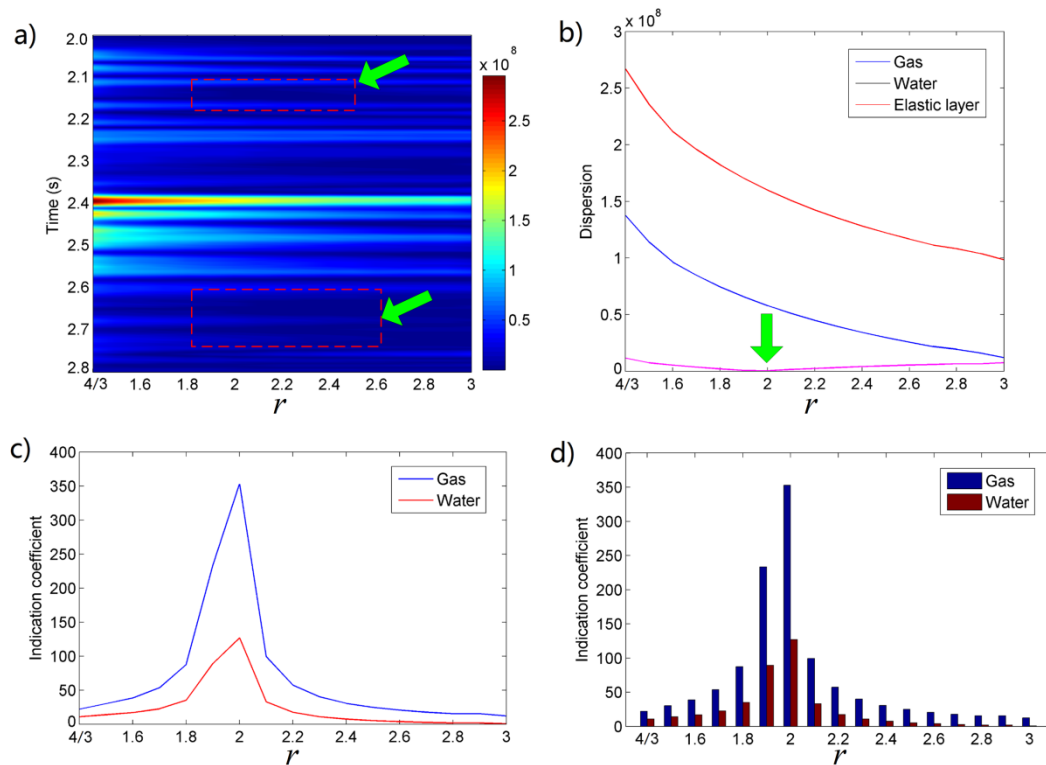 a)
2.0
2.1
2.2
2.3
2.4
2.5
2.6
2.7
2.8
Time (s)
4/3 1.6 2 2.2 2.4 2.6 2.8 3
r
x 10^8
2.5
2
1.5
1
0.5
b)
3 x 10^8
2.5
2
1.5
1
0.5
0
Dispersion
Gas
Water
Elastic layer
4/3 1.6 1.8 2 2.2 2.4 2.6 2.8 3
r
c)
400
350
300
250
200
150
100
50
0
Indication coefficient
Gas
Water
4/3 1.6 1.8 2 2.2 2.4 2.6 2.8 3
r
d)
400
350
300
250
200
150
100
50
0
Indication coefficient
Gas
Water
4/3 1.6 1.8 2 2.2 2.4 2.6 2.8 3
r